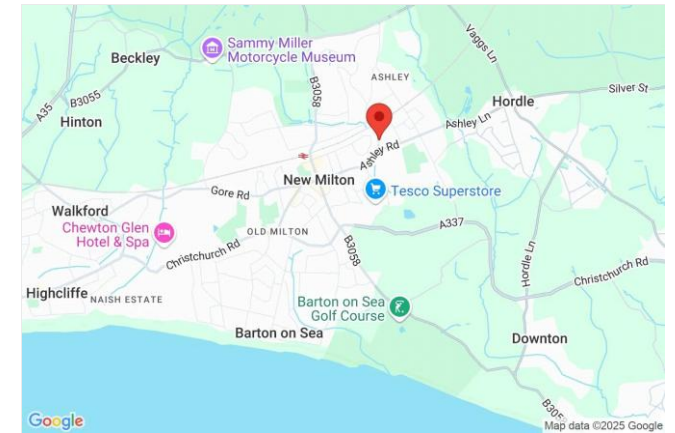 Sammy Miller
Motorcycle Museum
Beckley
B3058
ASHLEY
Vaggs Ln
Hordle
Silver St
A35
B3055
Hinton
Ashley Ln
Ashley Rd
New Milton
Tesco Superstore
Gore Rd
Walkford
Chewton Glen
Hotel & Spa
OLD MILTON
A337
B3058
Hordle Ln
Christchurch Rd
Christchurch Rd
Highcliffe
NAISH ESTATE
Barton on Sea
Golf Course
Barton on Sea
Downton
Google
Map data ©2025 Google